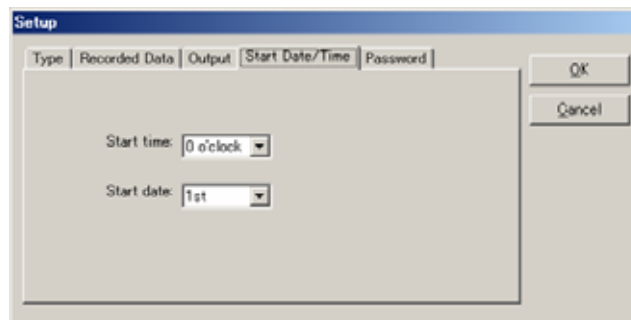 Setup
Type Recorded Data Output Start Date/Time Password
OK
Cancel
Start time: 0 o'clock
Start date: 1st